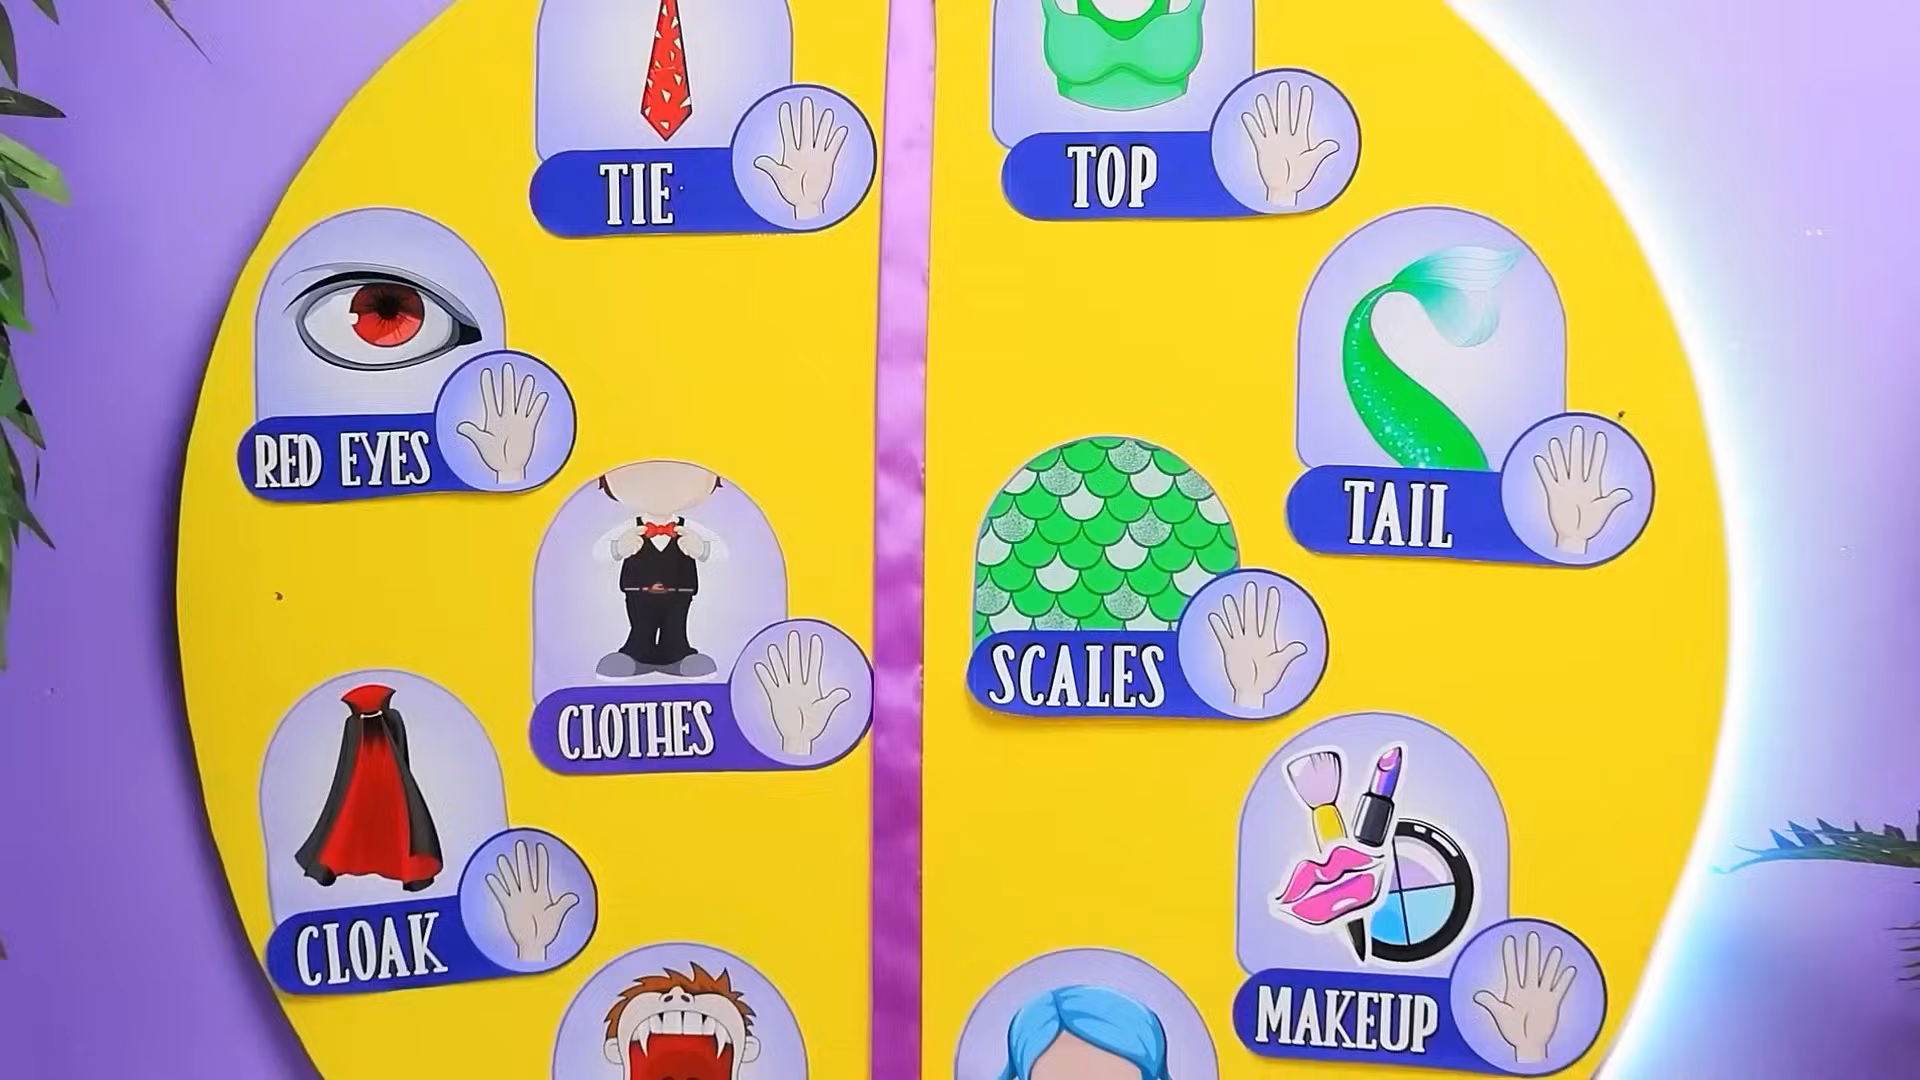 TIE
TOP
RED EYES
TAIL
CLOTHES
SCALES
CLOAK
MAKEUP